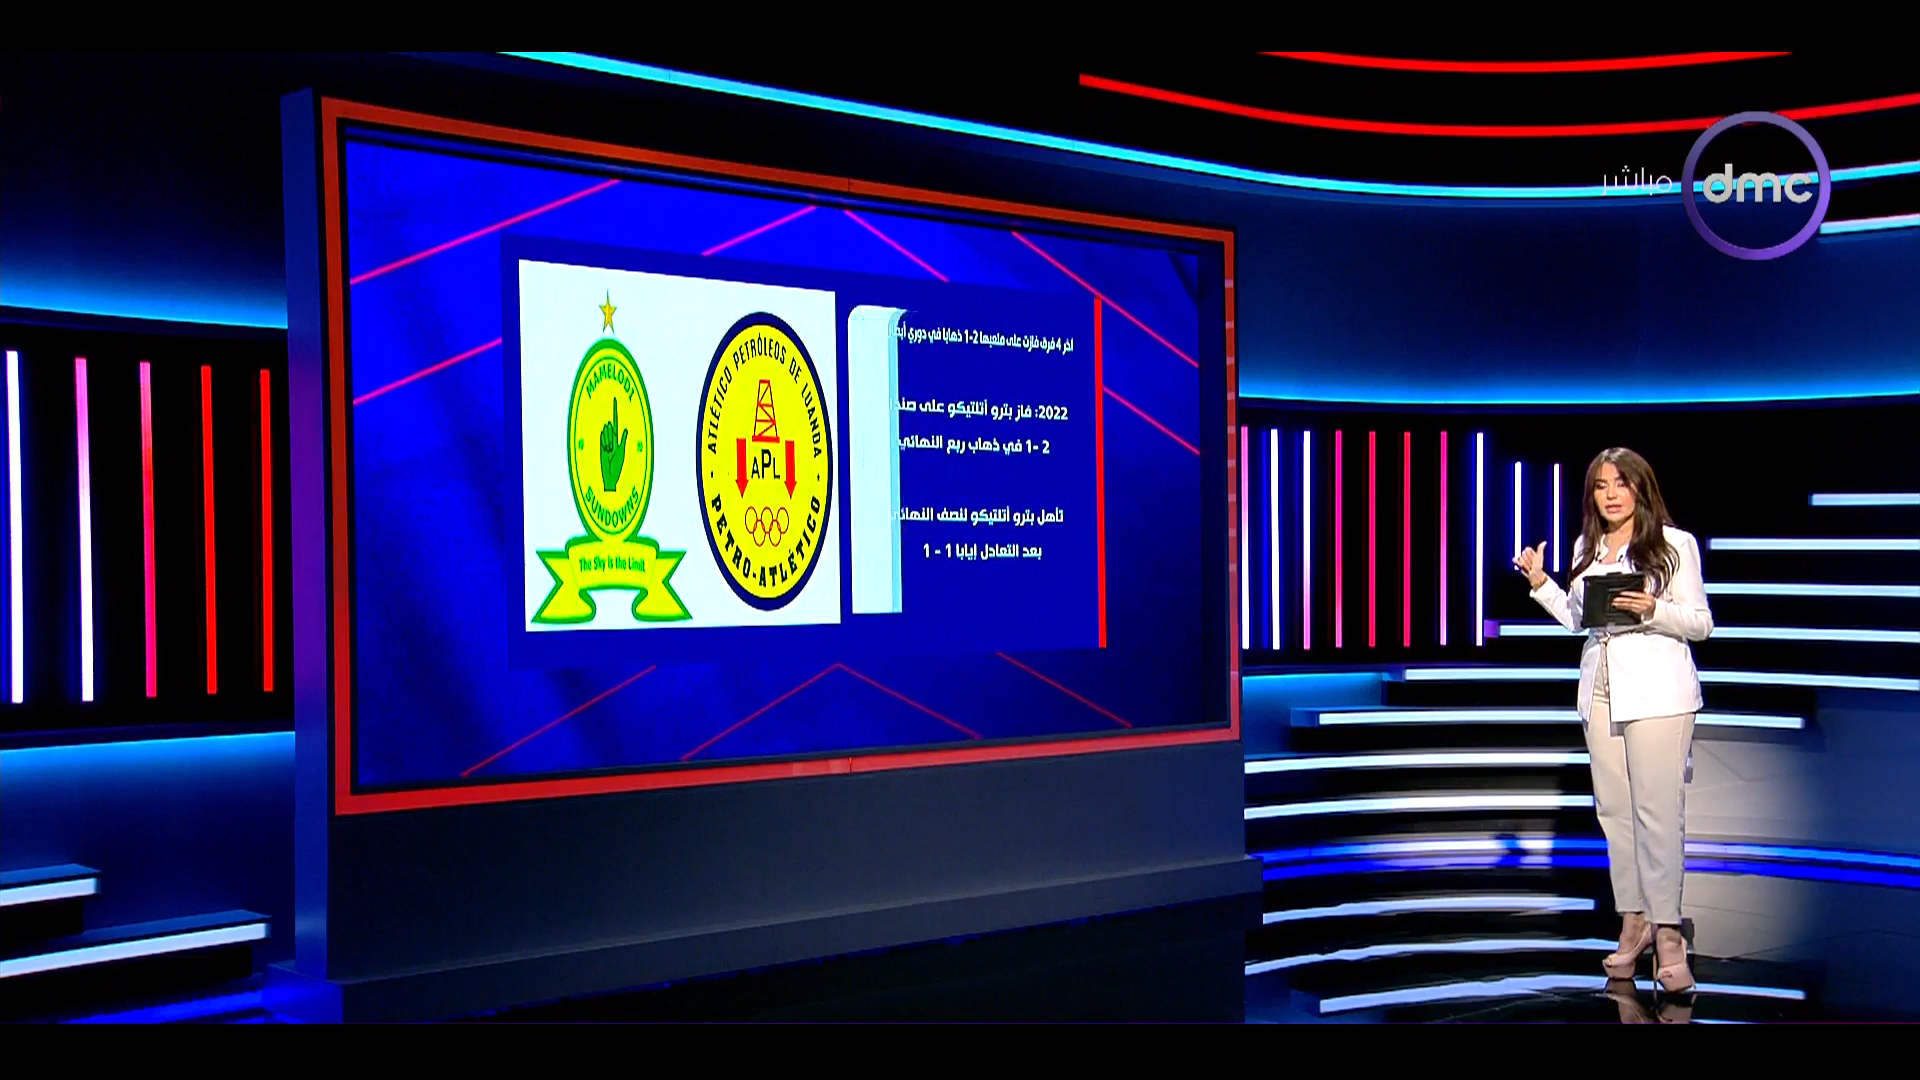 مباشر
dmc
اخر 4 فرق فازت على ملعبها 2-1 ذهابا في دوري
2022: فاز بترو أتلتيكو على
2 -1 في ذهاب ربع النهائي
تأهل بترو أتلتيكو لنصف
بعد التعادل إيابا 1 - 1
MAMELODI
SUNDOWNS
The Sky is the Limit
ATLÉTICO PETRÓLEOS DE LUANDA
APL
PETRO-ATLÉTICO